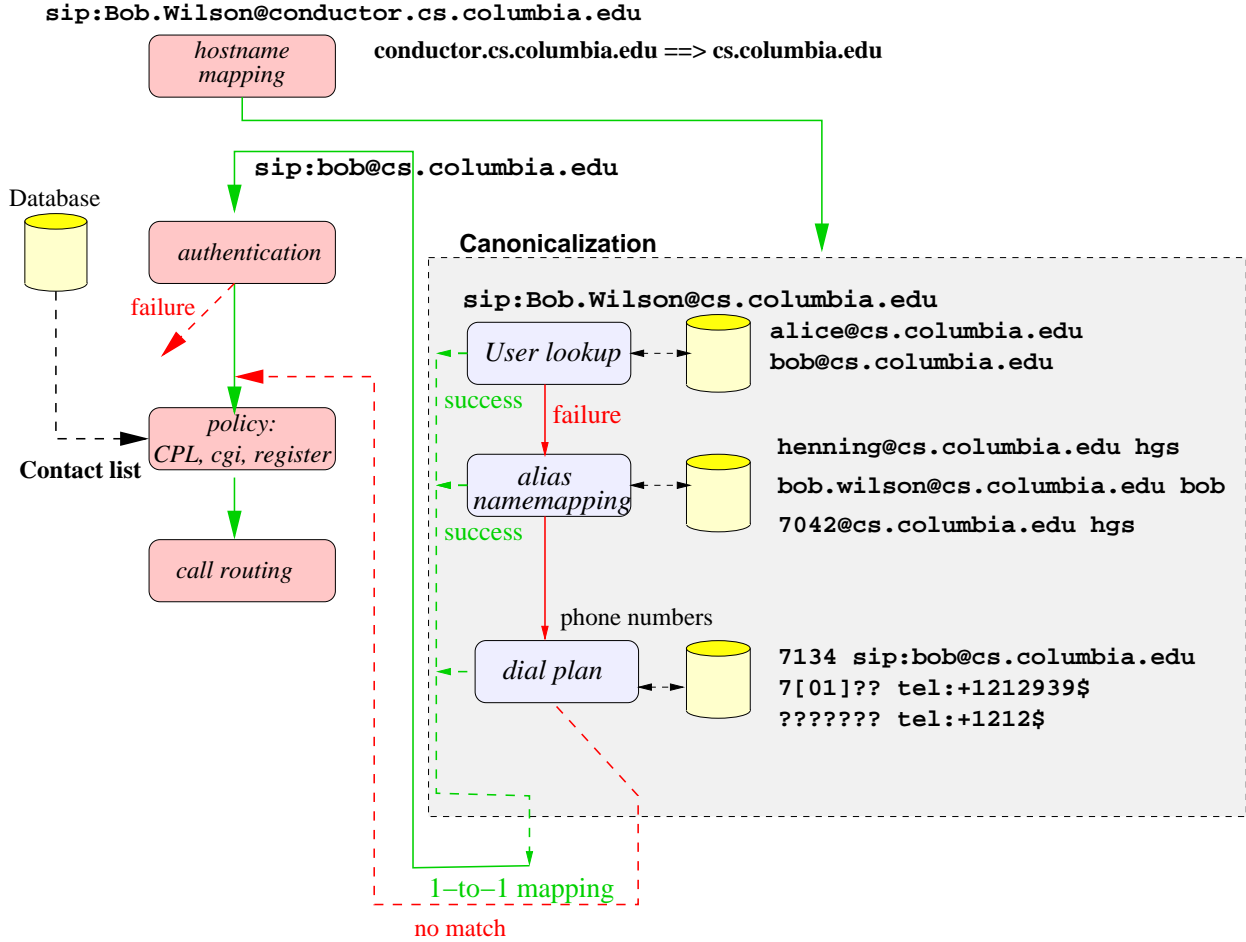 sip:Bob.Wilson@conductor.cs.columbia.edu
hostname
mapping
conductor.cs.columbia.edu ==> cs.columbia.edu
sip:bob@cs.columbia.edu
Database
authentication
failure
policy:
CPL, cgi, register
Contact list
call routing
Canonicalization
sip:Bob.Wilson@cs.columbia.edu
User lookup
alice@cs.columbia.edu
bob@cs.columbia.edu
success
failure
alias
namemapping
henning@cs.columbia.edu hgs
bob.wilson@cs.columbia.edu bob
7042@cs.columbia.edu hgs
success
phone numbers
dial plan
7134 sip:bob@cs.columbia.edu
7[01]?? tel:+1212939$
??????? tel:+1212$
1–to–1 mapping
no match